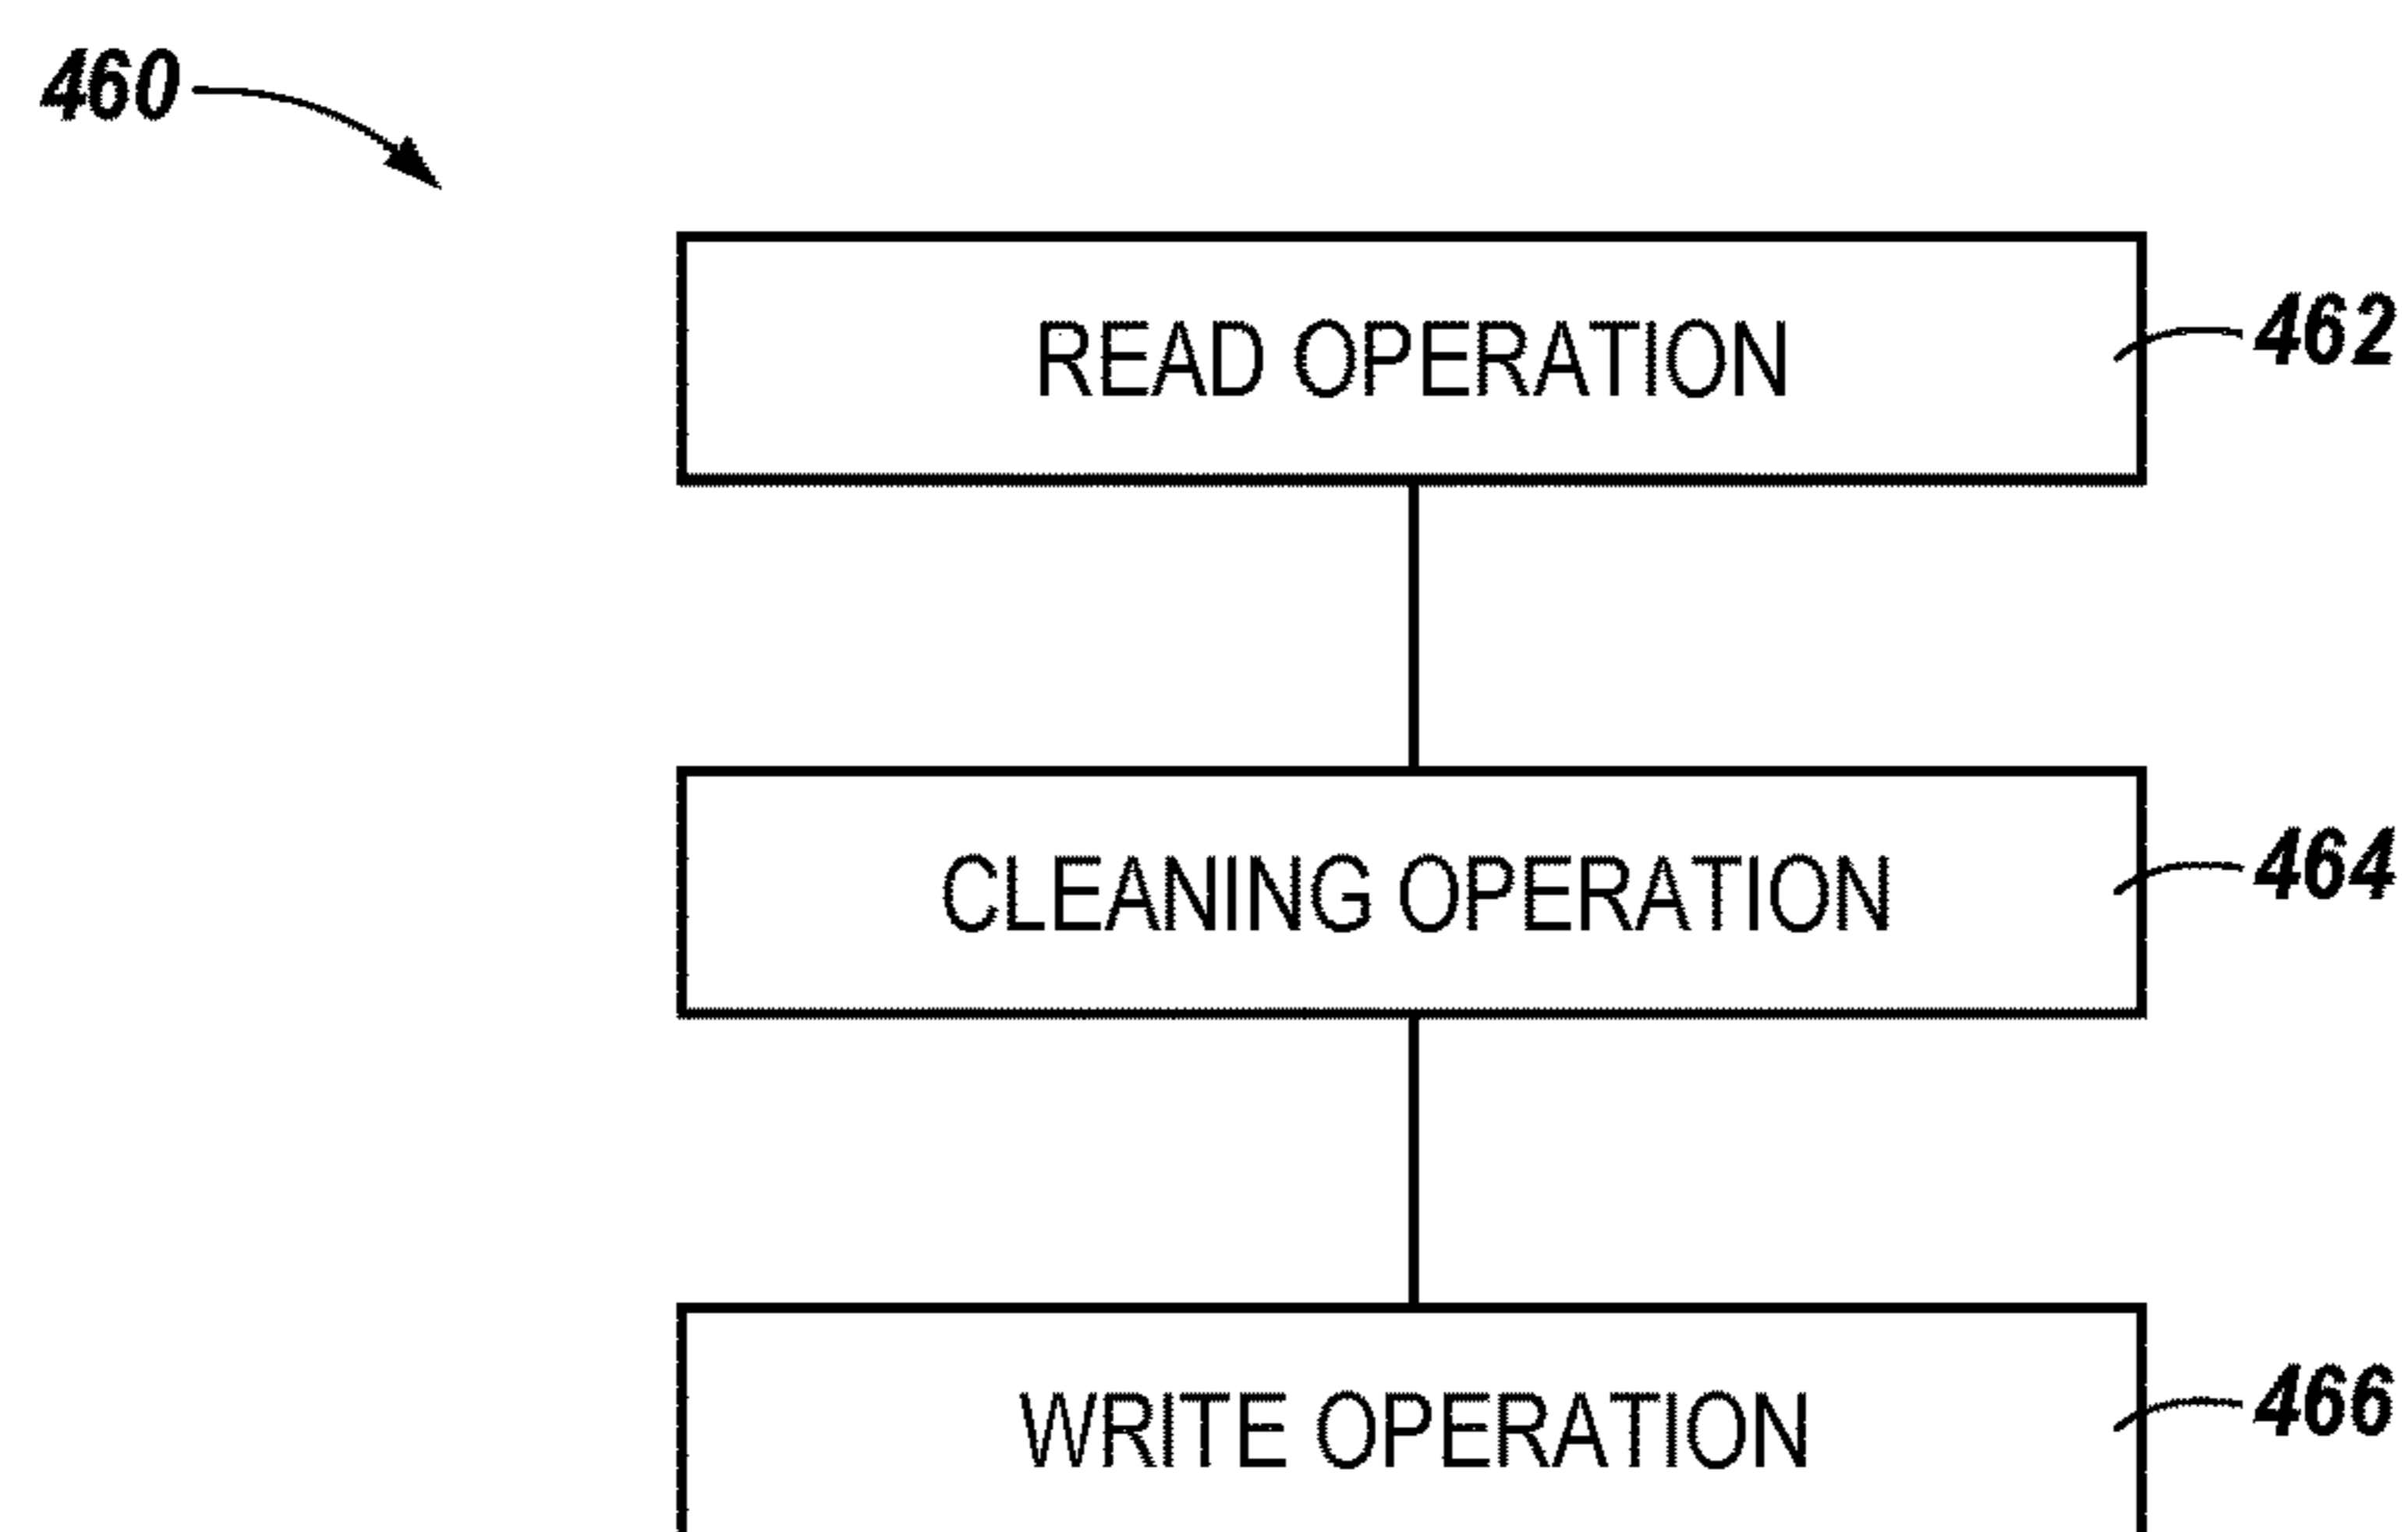 460
READ OPERATION
462
CLEANING OPERATION
464
WRITE OPERATION
466